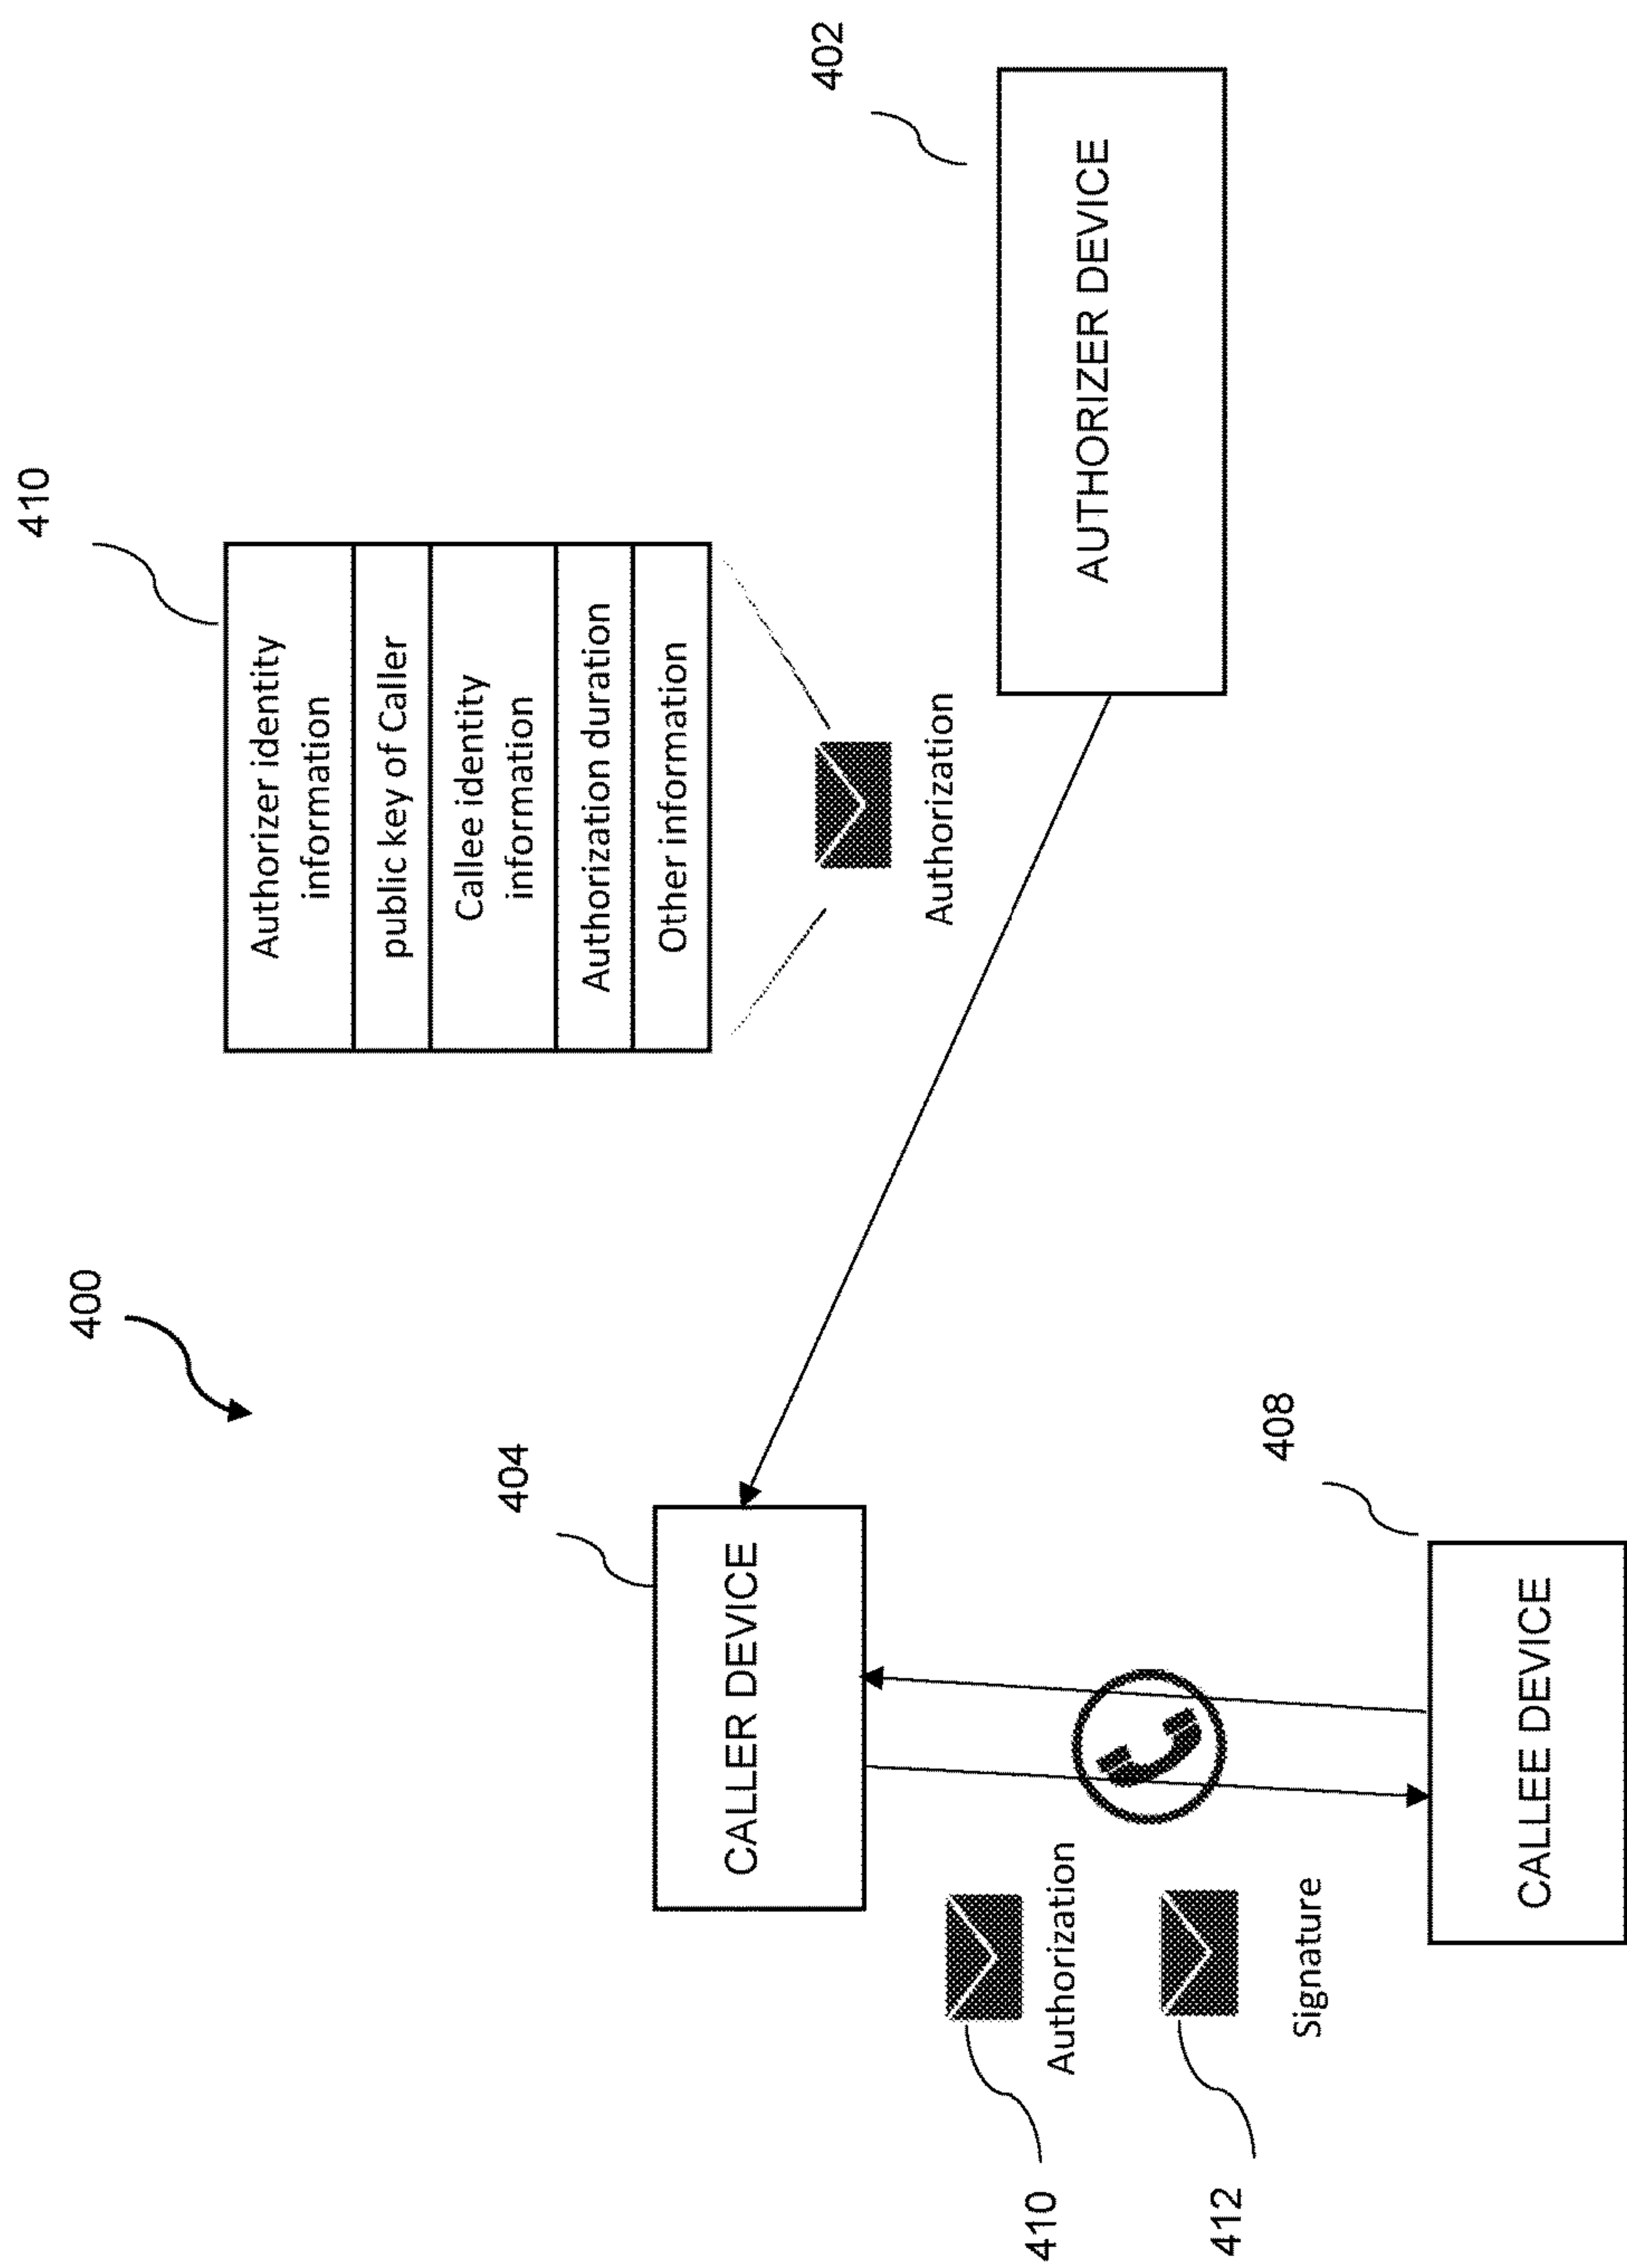 400
410
Authorizer identity
information
public key of Caller
Callee identity
information
Authorization duration
Other information
Authorization
404
CALLER DEVICE
402
AUTHORIZER DEVICE
410
Authorization
412
Signature
408
CALLEE DEVICE